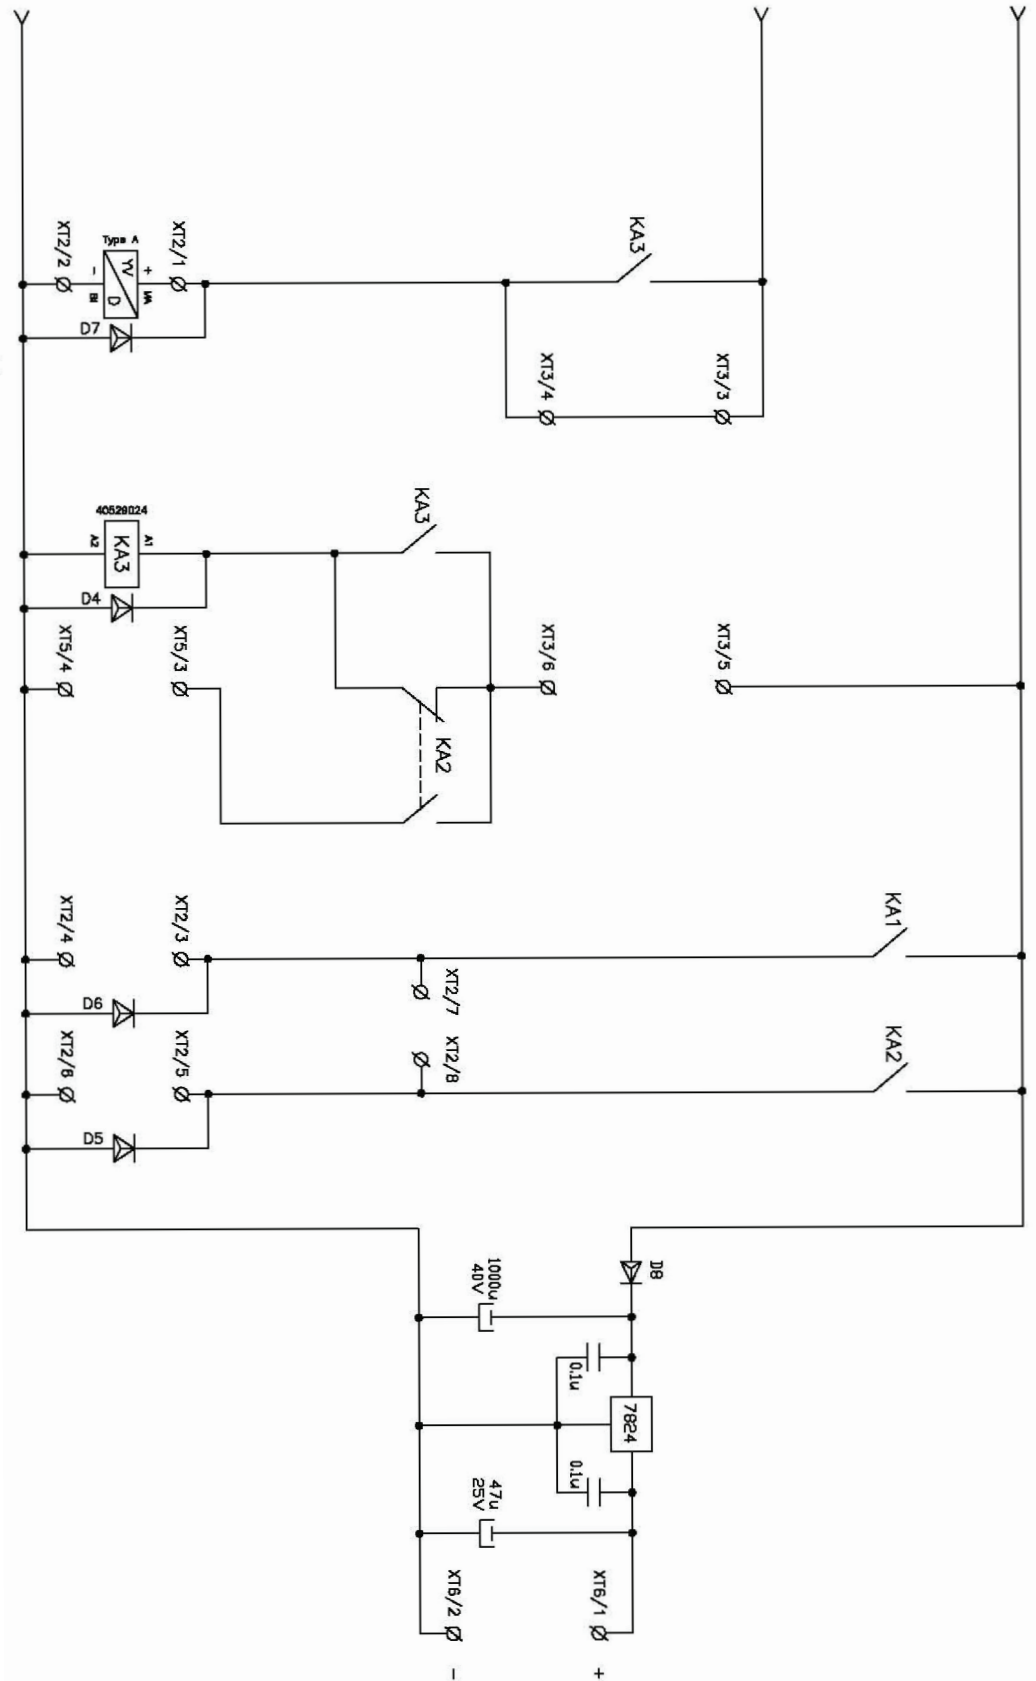 KA3
XT2/2
Type A
XT2/1
-
YV
+
D
D7
XT3/4
XT3/3
KA3
40529024
A2
KA3
A1
D4
XT5/4
XT5/3
XT3/6
XT3/5
KA2
KA1
XT2/4
XT2/3
XT2/7
D6
XT2/6
XT2/5
XT2/8
KA2
D5
D8
1000u
40V
0.1u
7824
0.1u
47u
25V
XT6/2
XT6/1
-
+